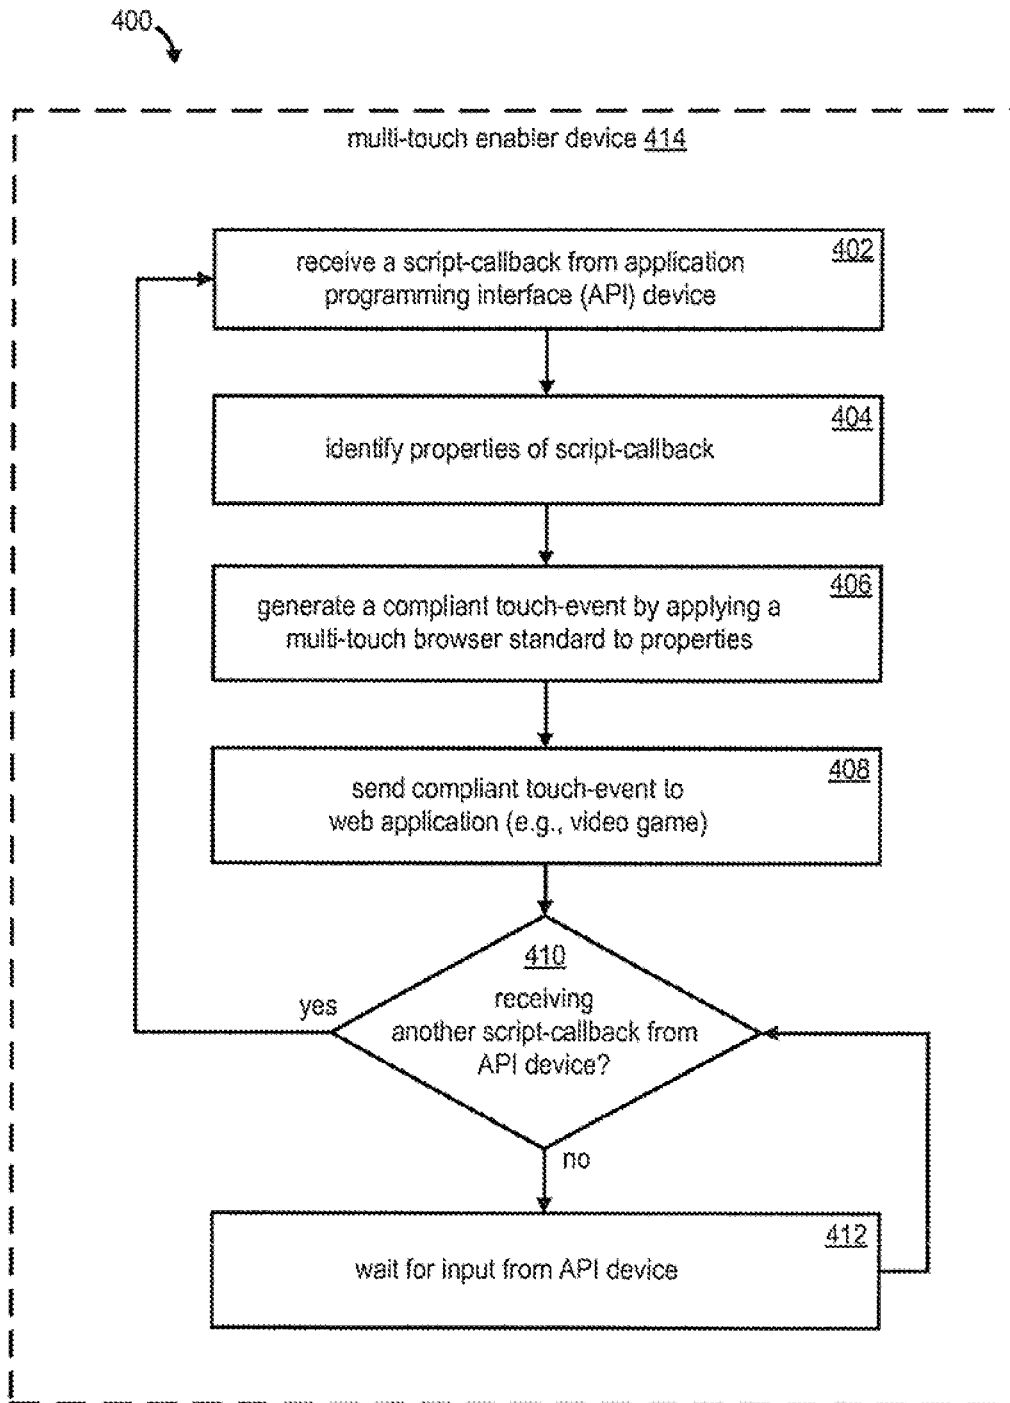 400
multi-touch enabler device 414
402
receive a script-callback from application
programming interface (API) device
404
identify properties of script-callback
406
generate a compliant touch-event by applying a
multi-touch browser standard to properties
408
send compliant touch-event to
web application (e.g., video game)
410
yes
receiving
another script-callback from
API device?
no
412
wait for input from API device